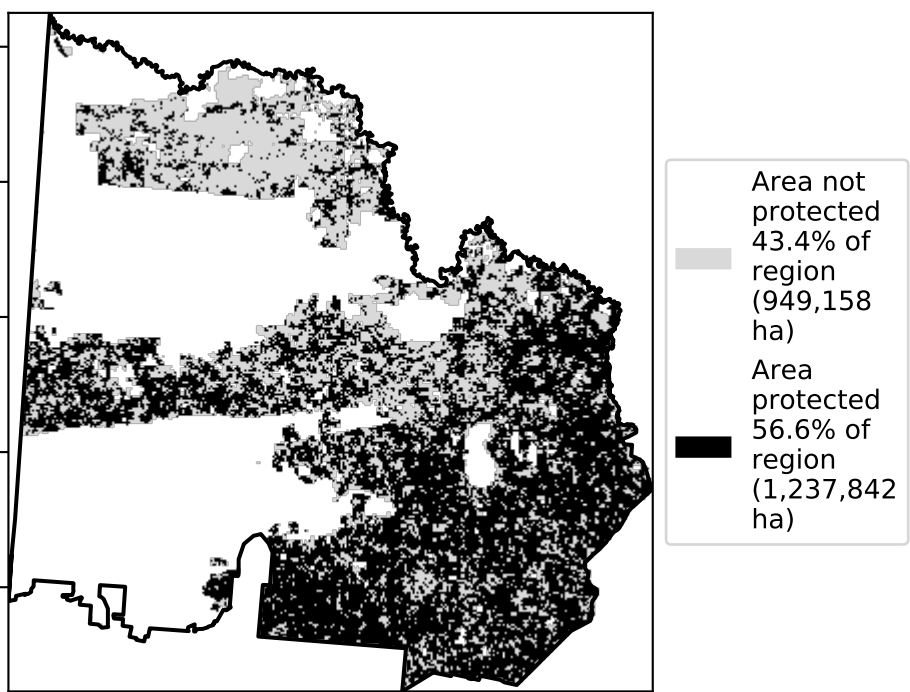 Area not
protected
43.4% of
region
(949,158
ha)
Area
protected
56.6% of
region
(1,237,842
ha)